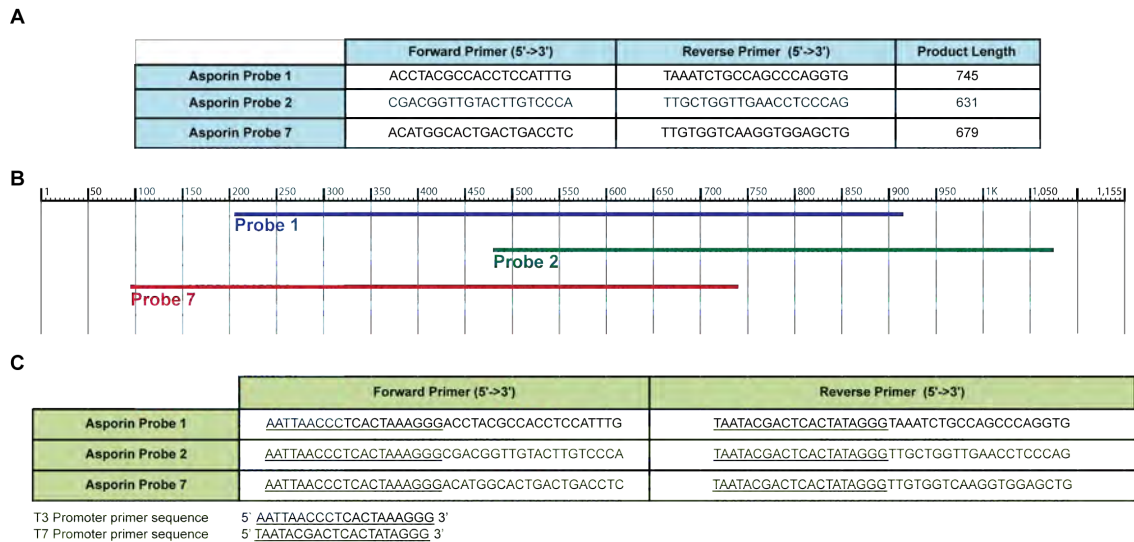 A
Forward Primer (5'->3') Reverse Primer (5'->3') Product Length
Asporin Probe 1 ACCTACGCCACCTCCATTTG TAAATCTGCCAGCCCAGGTG 745
Asporin Probe 2 CGACGGTTGTACTTGTCCCA TTGCTGGTTGAACCTCCCAG 631
Asporin Probe 7 ACATGGCACTGACTGACCTC TTGTGGTCAAGGTGGAGCTG 679
B
1 50 100 150 200 250 300 350 400 450 500 550 600 650 700 750 800 850 900 950 1K 1,050 1,155
Probe 1
Probe 2
Probe 7
C
Forward Primer (5'->3') Reverse Primer (5'->3')
Asporin Probe 1 AATTAACCCTCACTAAAGGGACCTACGCCACCTCCATTTG TAATACGACTCACTATAGGGTAAATCTGCCAGCCCAGGTG
Asporin Probe 2 AATTAACCCTCACTAAAGGGCGACGGTTGTACTTGTCCCA TAATACGACTCACTATAGGGTTGCTGGTTGAACCTCCCAG
Asporin Probe 7 AATTAACCCTCACTAAAGGGACATGGCACTGACTGACCTC TAATACGACTCACTATAGGGTTGTGGTCAAGGTGGAGCTG
T3 Promoter primer sequence 5' AATTAACCCTCACTAAAGGG 3'
T7 Promoter primer sequence 5' TAATACGACTCACTATAGGG 3'